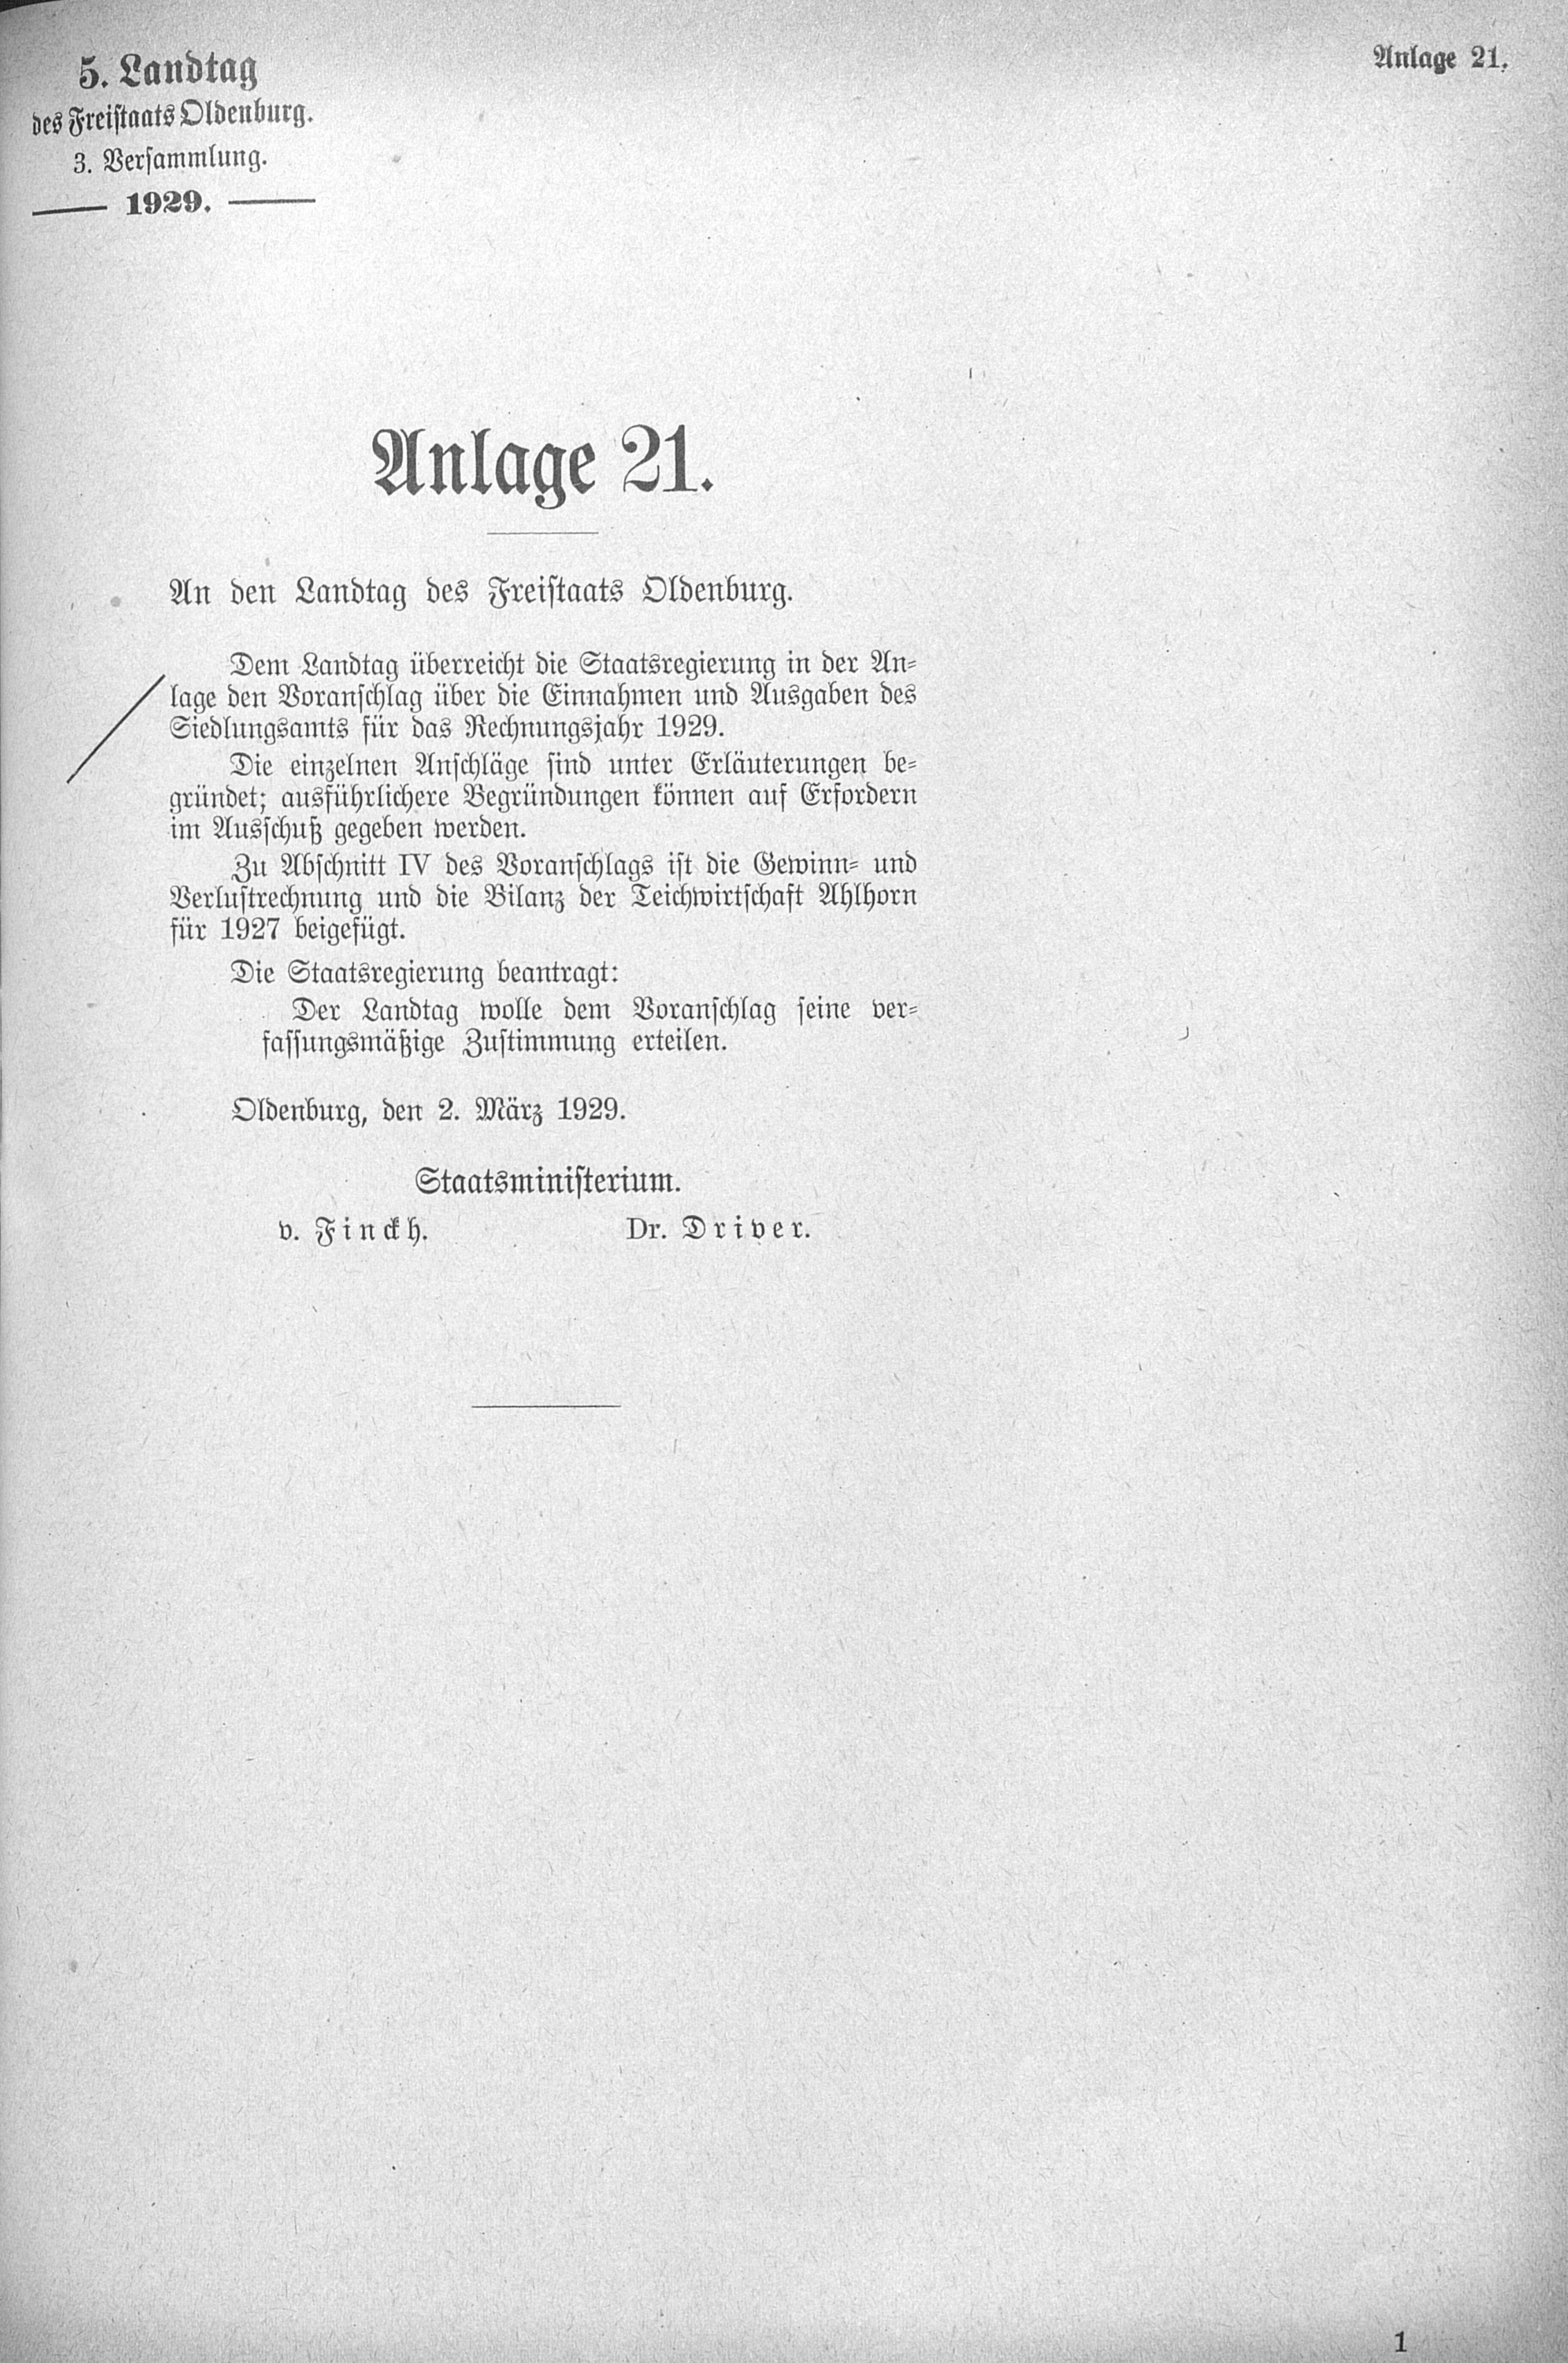 5. Landtag
des Freistaats Oldenburg.
3. Versammlung.
1929.
Anlage 21.
Anlage 21.
An den Landtag des Freistaats Oldenburg.
Dem Landtag überreicht die Staatsregierung in der An-
lage den Voranschlag über die Einnahmen und Ausgaben des
Siedlungsamts für das Rechnungsjahr 1929.
Die einzelnen Anschläge sind unter Erläuterungen be-
gründet; ausführlichere Begründungen können auf Erfordern
im Ausschuß gegeben werden.
Zu Abschnitt IV des Voranschlags ist die Gewinn- und
Verlustrechnung und die Bilanz der Teichwirtschaft Ahlhorn
für 1927 beigefügt.
Die Staatsregierung beantragt:
Der Landtag wolle dem Voranschlag seine ver-
fassungsmäßige Zustimmung erteilen.
Oldenburg, den 2. März 1929.
Staatsministerium.
v. Finckh. Dr. Driver.
1